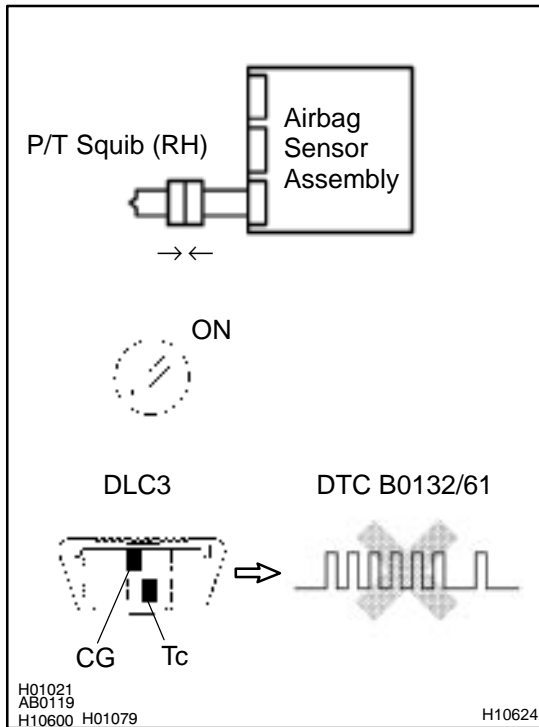 P/T Squib (RH)
Airbag
Sensor
Assembly
ON
DLC3
DTC B0132/61
CG
Tc
H01021
AB0119
H10600 H01079
H10624